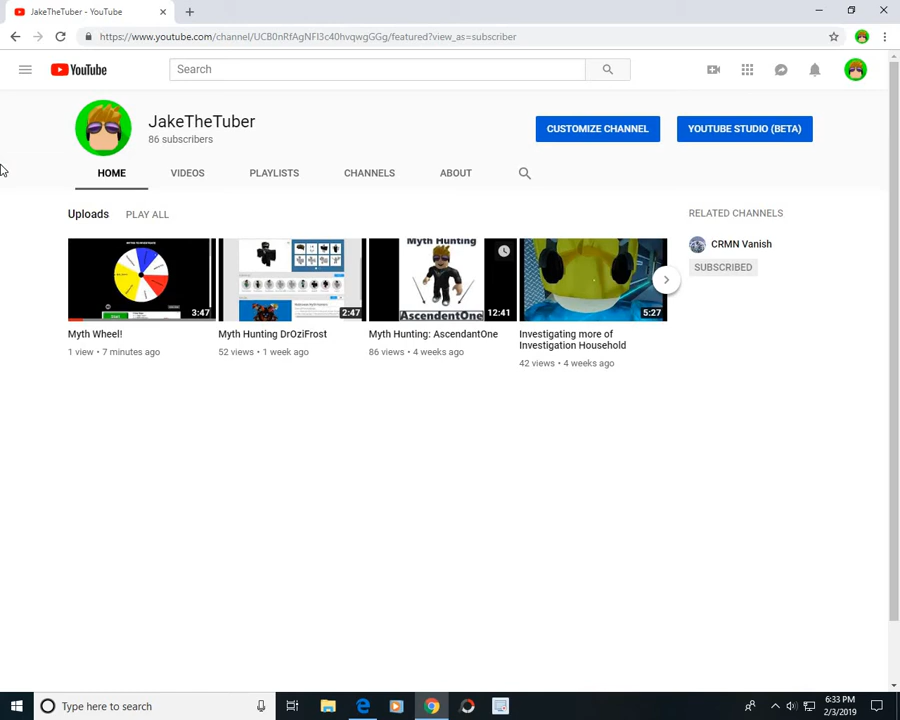 JakeTheTuber - YouTube
https://www.youtube.com/channel/UCB0nRfAgNFl3c40hvqwgGGg/featured?view_as=subscriber
YouTube
Search
JakeTheTuber
86 subscribers
CUSTOMIZE CHANNEL
YOUTUBE STUDIO (BETA)
HOME VIDEOS PLAYLISTS CHANNELS ABOUT
Uploads PLAY ALL
RELATED CHANNELS
CRMN Vanish
SUBSCRIBED
3:47
Myth Wheel!
1 view • 7 minutes ago
2:47
Myth Hunting DrOziFrost
52 views • 1 week ago
Myth Hunting
AscendentOne
12:41
Myth Hunting: AscendantOne
86 views • 4 weeks ago
5:27
Investigating more of
Investigation Household
42 views • 4 weeks ago
Type here to search
6:33 PM
2/3/2019